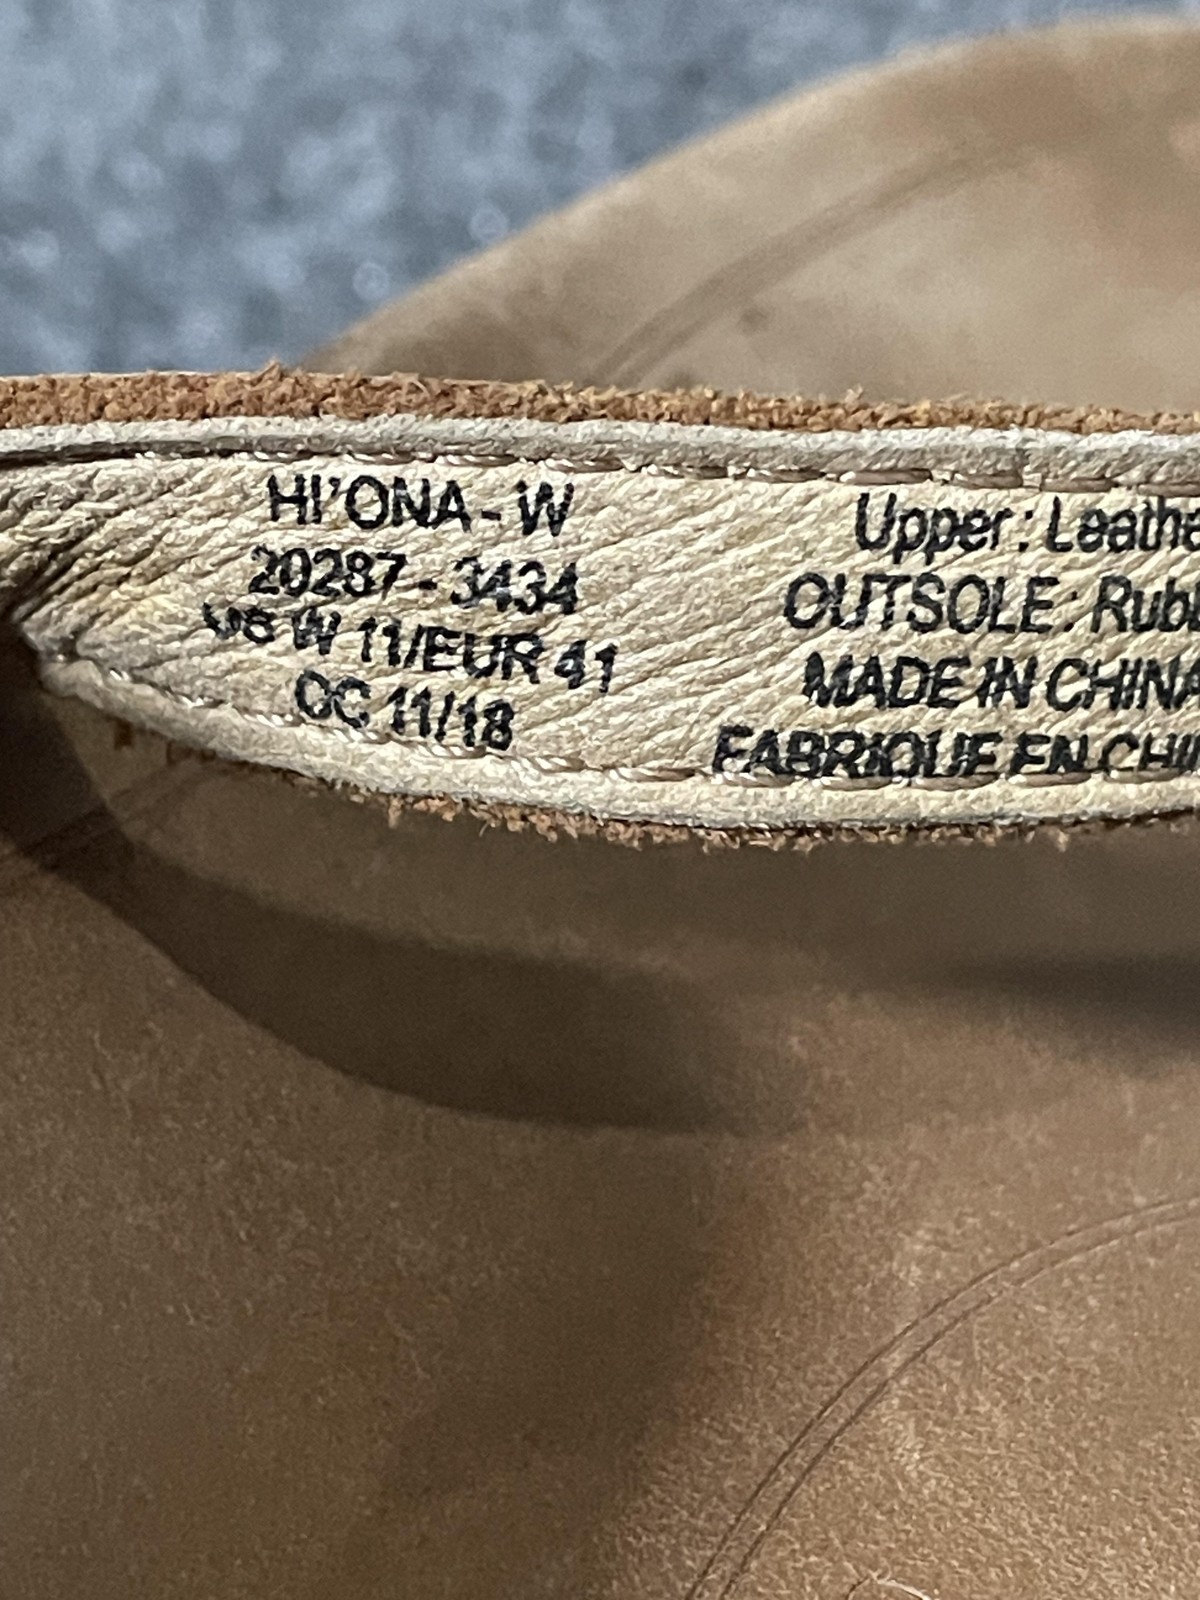 HI'ONA - W
20287 - 3434
US W 11/EUR 41
OC 11/18
Upper: Leathe
OUTSOLE: Rub
MADE IN CHINA
FABRIQUE EN CHI